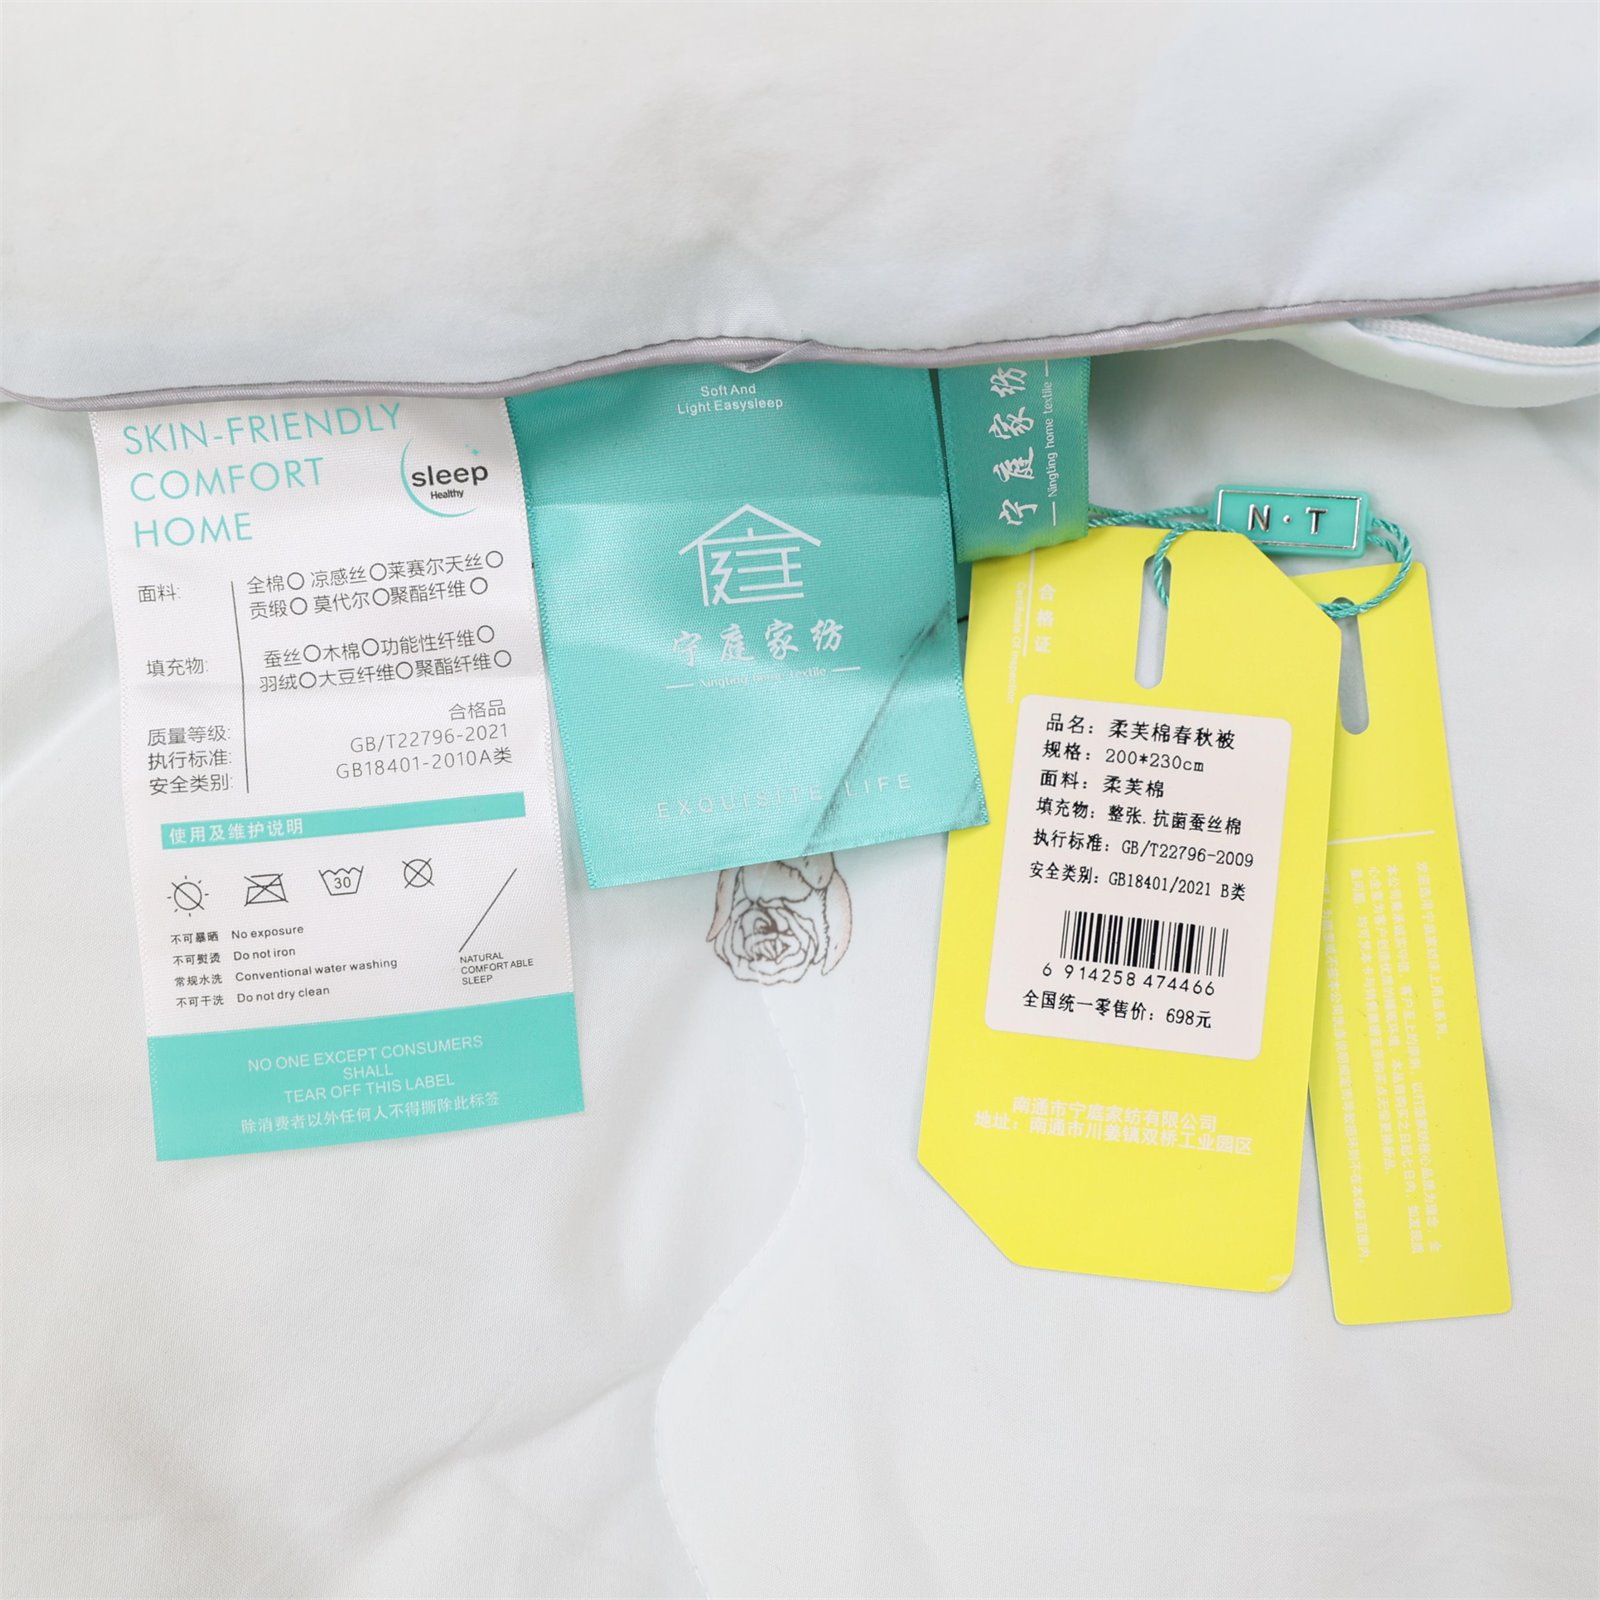 SKIN-FRIENDLY
COMFORT
HOME
sleep
Healthy
面料:
全棉 凉感丝 莱赛尔天丝
贡缎 莫代尔 聚酯纤维
填充物:
蚕丝 木棉 功能性纤维
羽绒 大豆纤维 聚酯纤维
质量等级: 合格品
执行标准: GB/T22796-2021
安全类别: GB18401-2010A类
使用及维护说明
30
不可暴晒 No exposure
不可熨烫 Do not iron
常规水洗 Conventional water washing
不可干洗 Do not dry clean
NATURAL
COMFORTABLE
SLEEP
NO ONE EXCEPT CONSUMERS
SHALL
TEAR OFF THIS LABEL
除消费者以外任何人不得撕除此标签
Soft And
Light Easysleep
庭
宁庭家纺
Ningting home textile
EXQUISITE LIFE
宁庭家纺
Ningting home textile
N·T
合格证
Certificate Of Inspection
品名：柔芙棉春秋被
规格：200*230cm
面料：柔芙棉
填充物：整张.抗菌蚕丝棉
执行标准：GB/T22796-2009
安全类别：GB18401/2021 B类
6 914258 474466
全国统一零售价：698元
南通市宁庭家纺有限公司
地址：南通市川姜镇双桥工业园区